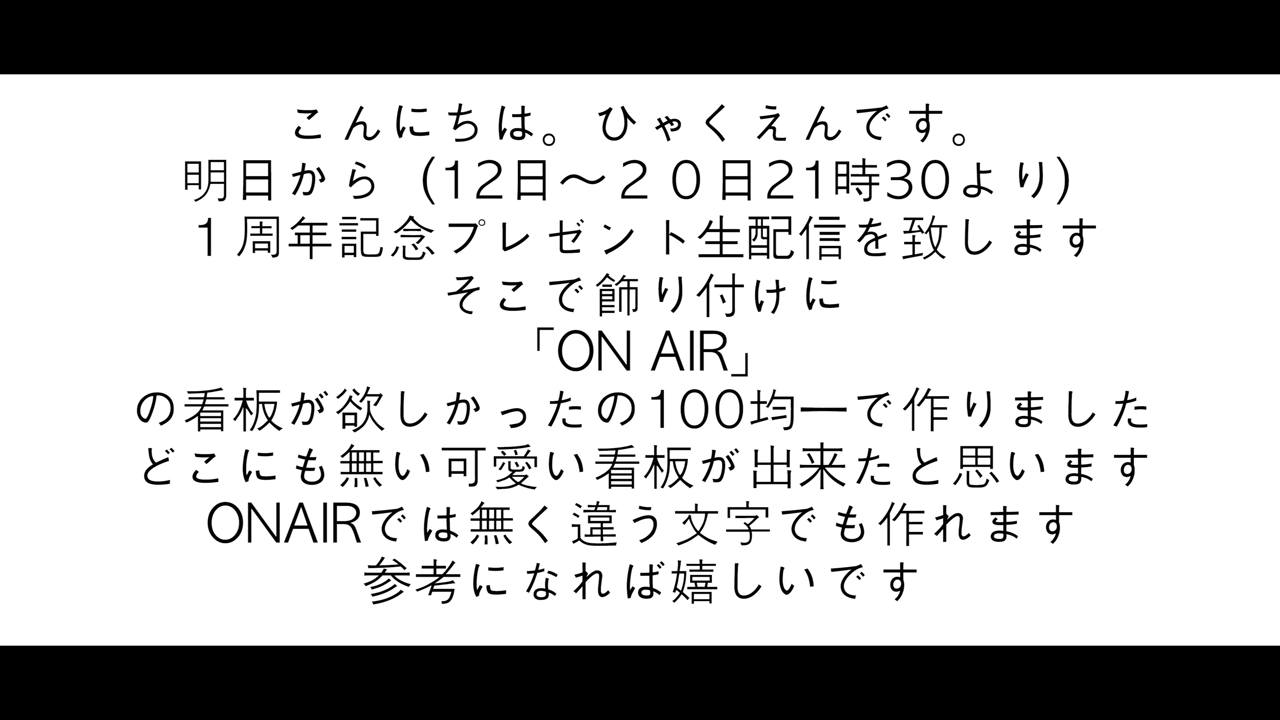 こんにちは。ひゃくえんです。
明日から（12日～２０日21時30より）
１周年記念プレゼント生配信を致します
そこで飾り付けに
「ON AIR」
の看板が欲しかったの100均一で作りました
どこにも無い可愛い看板が出来たと思います
ONAIRでは無く違う文字でも作れます
参考になれば嬉しいです